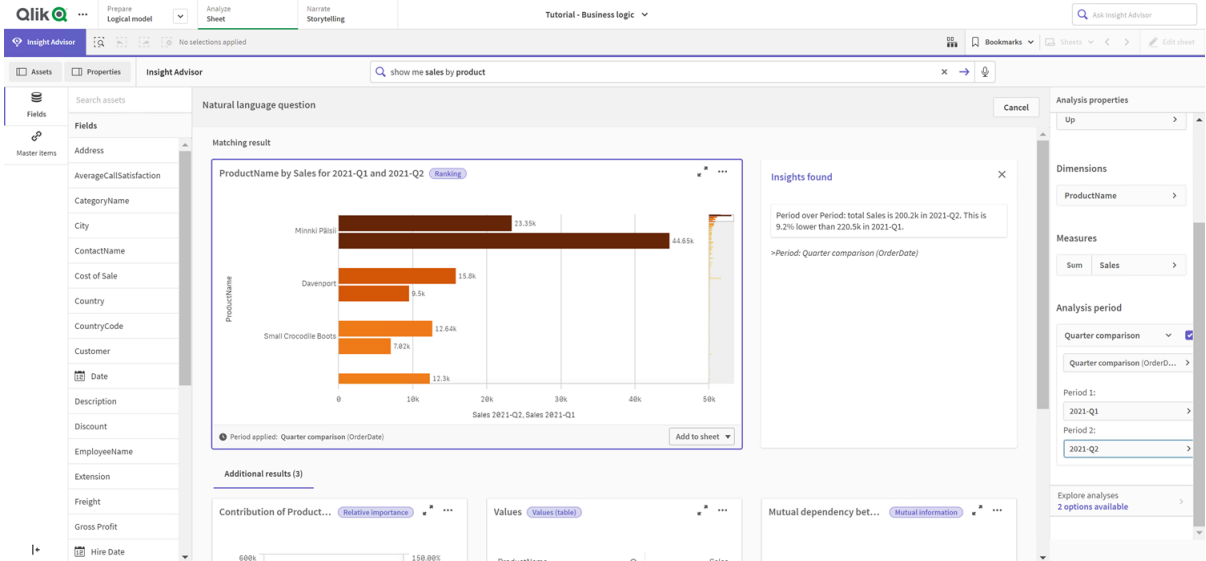 Qlik
Prepare
Logical model
Analyze
Sheet
Narrate
Storytelling
Tutorial - Business logic
Ask Insight Advisor
Insight Advisor
No selections applied
Bookmarks
Sheets
Edit sheet
Assets
Properties
Insight Advisor
show me sales by product
Fields
Master items
Search assets
Fields
Address
AverageCallSatisfaction
CategoryName
City
ContactName
Cost of Sale
Country
CountryCode
Customer
Date
Description
Discount
EmployeeName
Extension
Freight
Gross Profit
Hire Date
Natural language question
Cancel
Matching result
ProductName by Sales for 2021-Q1 and 2021-Q2
Ranking
ProductName
Minnki Pälsii
23.35k
44.65k
Davenport
15.8k
9.5k
Small Crocodile Boots
12.64k
7.02k
12.3k
0
10k
20k
30k
40k
50k
Sales 2021-Q2, Sales 2021-Q1
Period applied: Quarter comparison (OrderDate)
Add to sheet
Insights found
Period over Period: total Sales is 200.2k in 2021-Q2. This is
9.2% lower than 220.5k in 2021-Q1.
>Period: Quarter comparison (OrderDate)
Additional results (3)
Contribution of Product...
Relative importance
600k
150.00%
Values
Values (table)
ProductName
Sales
Mutual dependency bet...
Mutual information
Analysis properties
Up
Dimensions
ProductName
Measures
Sum
Sales
Analysis period
Quarter comparison
Quarter comparison (OrderD...
Period 1:
2021-Q1
Period 2:
2021-Q2
Explore analyses
2 options available